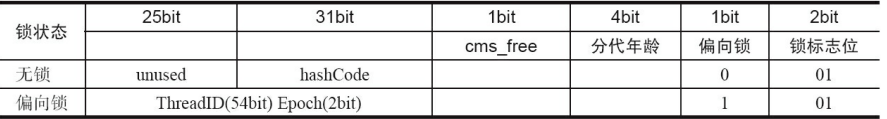 锁状态 25bit 31bit 1bit 4bit 1bit 2bit
cms_free 分代年龄 偏向锁 锁标志位
无锁 unused hashCode 0 01
偏向锁 ThreadID(54bit) Epoch(2bit) 1 01